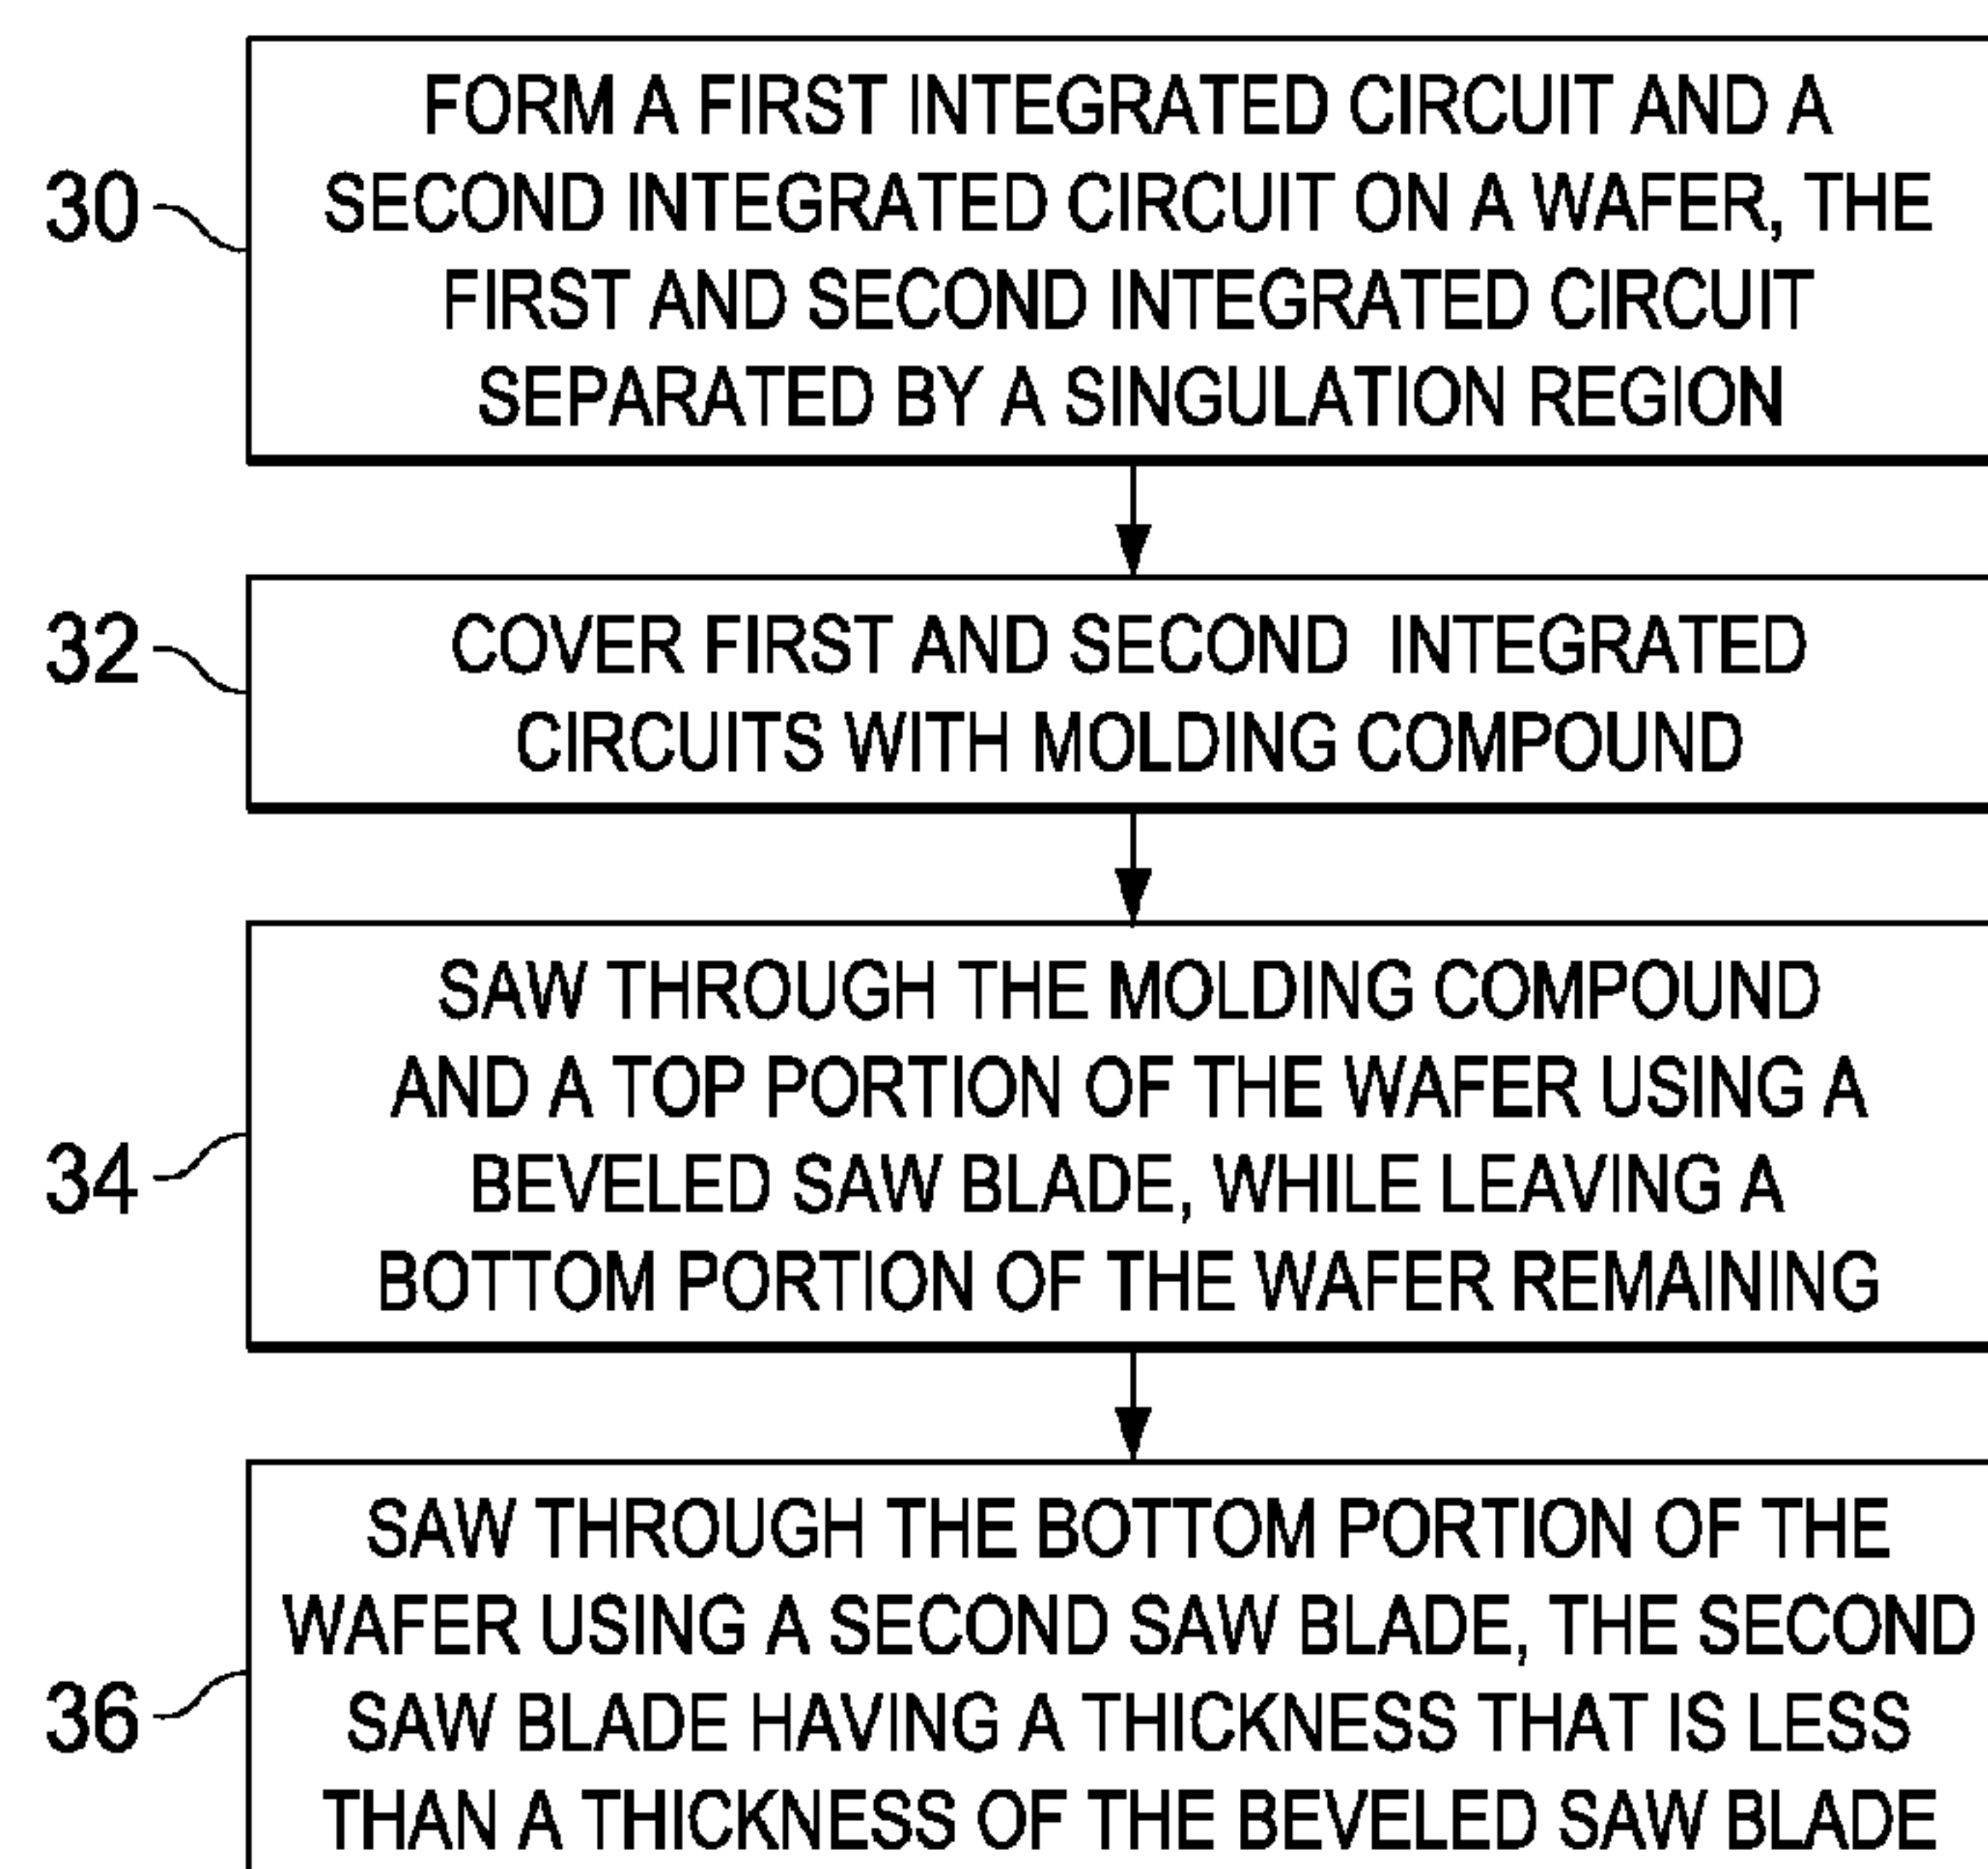 FORM A FIRST INTEGRATED CIRCUIT AND A
SECOND INTEGRATED CIRCUIT ON A WAFER, THE
FIRST AND SECOND INTEGRATED CIRCUIT
SEPARATED BY A SINGULATION REGION
30
COVER FIRST AND SECOND INTEGRATED
CIRCUITS WITH MOLDING COMPOUND
32
SAW THROUGH THE MOLDING COMPOUND
AND A TOP PORTION OF THE WAFER USING A
BEVELED SAW BLADE, WHILE LEAVING A
BOTTOM PORTION OF THE WAFER REMAINING
34
SAW THROUGH THE BOTTOM PORTION OF THE
WAFER USING A SECOND SAW BLADE, THE SECOND
SAW BLADE HAVING A THICKNESS THAT IS LESS
THAN A THICKNESS OF THE BEVELED SAW BLADE
36